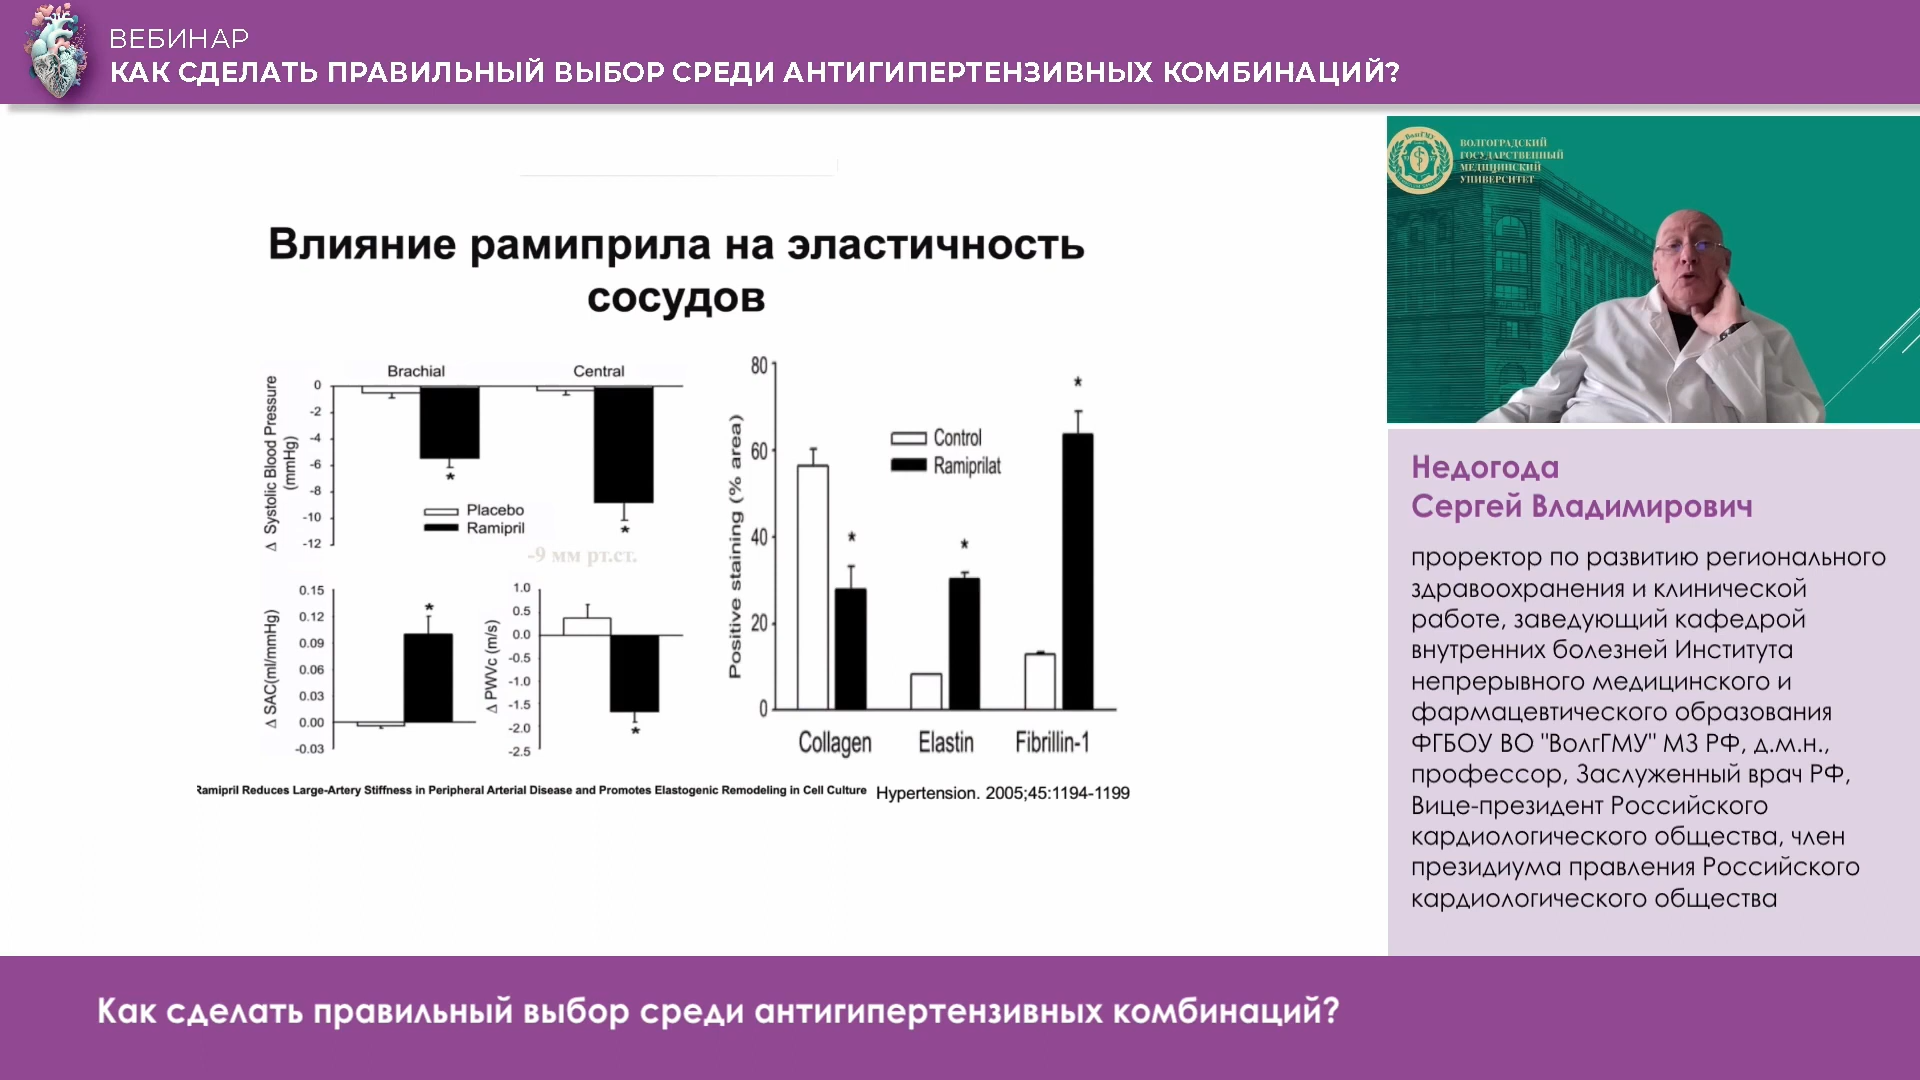 ВЕБИНАР
КАК СДЕЛАТЬ ПРАВИЛЬНЫЙ ВЫБОР СРЕДИ АНТИГИПЕРТЕНЗИВНЫХ КОМБИНАЦИЙ?
Влияние рамиприла на эластичность
сосудов
Brachial
Central
Δ Systolic Blood Pressure
(mmHg)
0
-2
-4
-6
-8
-10
-12
*
*
Placebo
Ramipril
-9 мм рт.ст.
Δ SAC(ml/mmHg)
0.15
0.12
0.09
0.06
0.03
0.00
-0.03
*
Δ PWVc (m/s)
1.0
0.5
0.0
-0.5
-1.0
-1.5
-2.0
-2.5
*
Positive staining (% area)
80
60
40
20
0
Control
Ramiprilat
*
*
*
Collagen
Elastin
Fibrillin-1
Ramipril Reduces Large-Artery Stiffness in Peripheral Arterial Disease and Promotes Elastogenic Remodeling in Cell Culture
Hypertension. 2005;45:1194-1199
ВолгГМУ
ВОЛГОГРАДСКИЙ
ГОСУДАРСТВЕННЫЙ
МЕДИЦИНСКИЙ
УНИВЕРСИТЕТ
Недогода
Сергей Владимирович
проректор по развитию регионального
здравоохранения и клинической
работе, заведующий кафедрой
внутренних болезней Института
непрерывного медицинского и
фармацевтического образования
ФГБОУ ВО "ВолгГМУ" МЗ РФ, д.м.н.,
профессор, Заслуженный врач РФ,
Вице-президент Российского
кардиологического общества, член
президиума правления Российского
кардиологического общества
Как сделать правильный выбор среди антигипертензивных комбинаций?